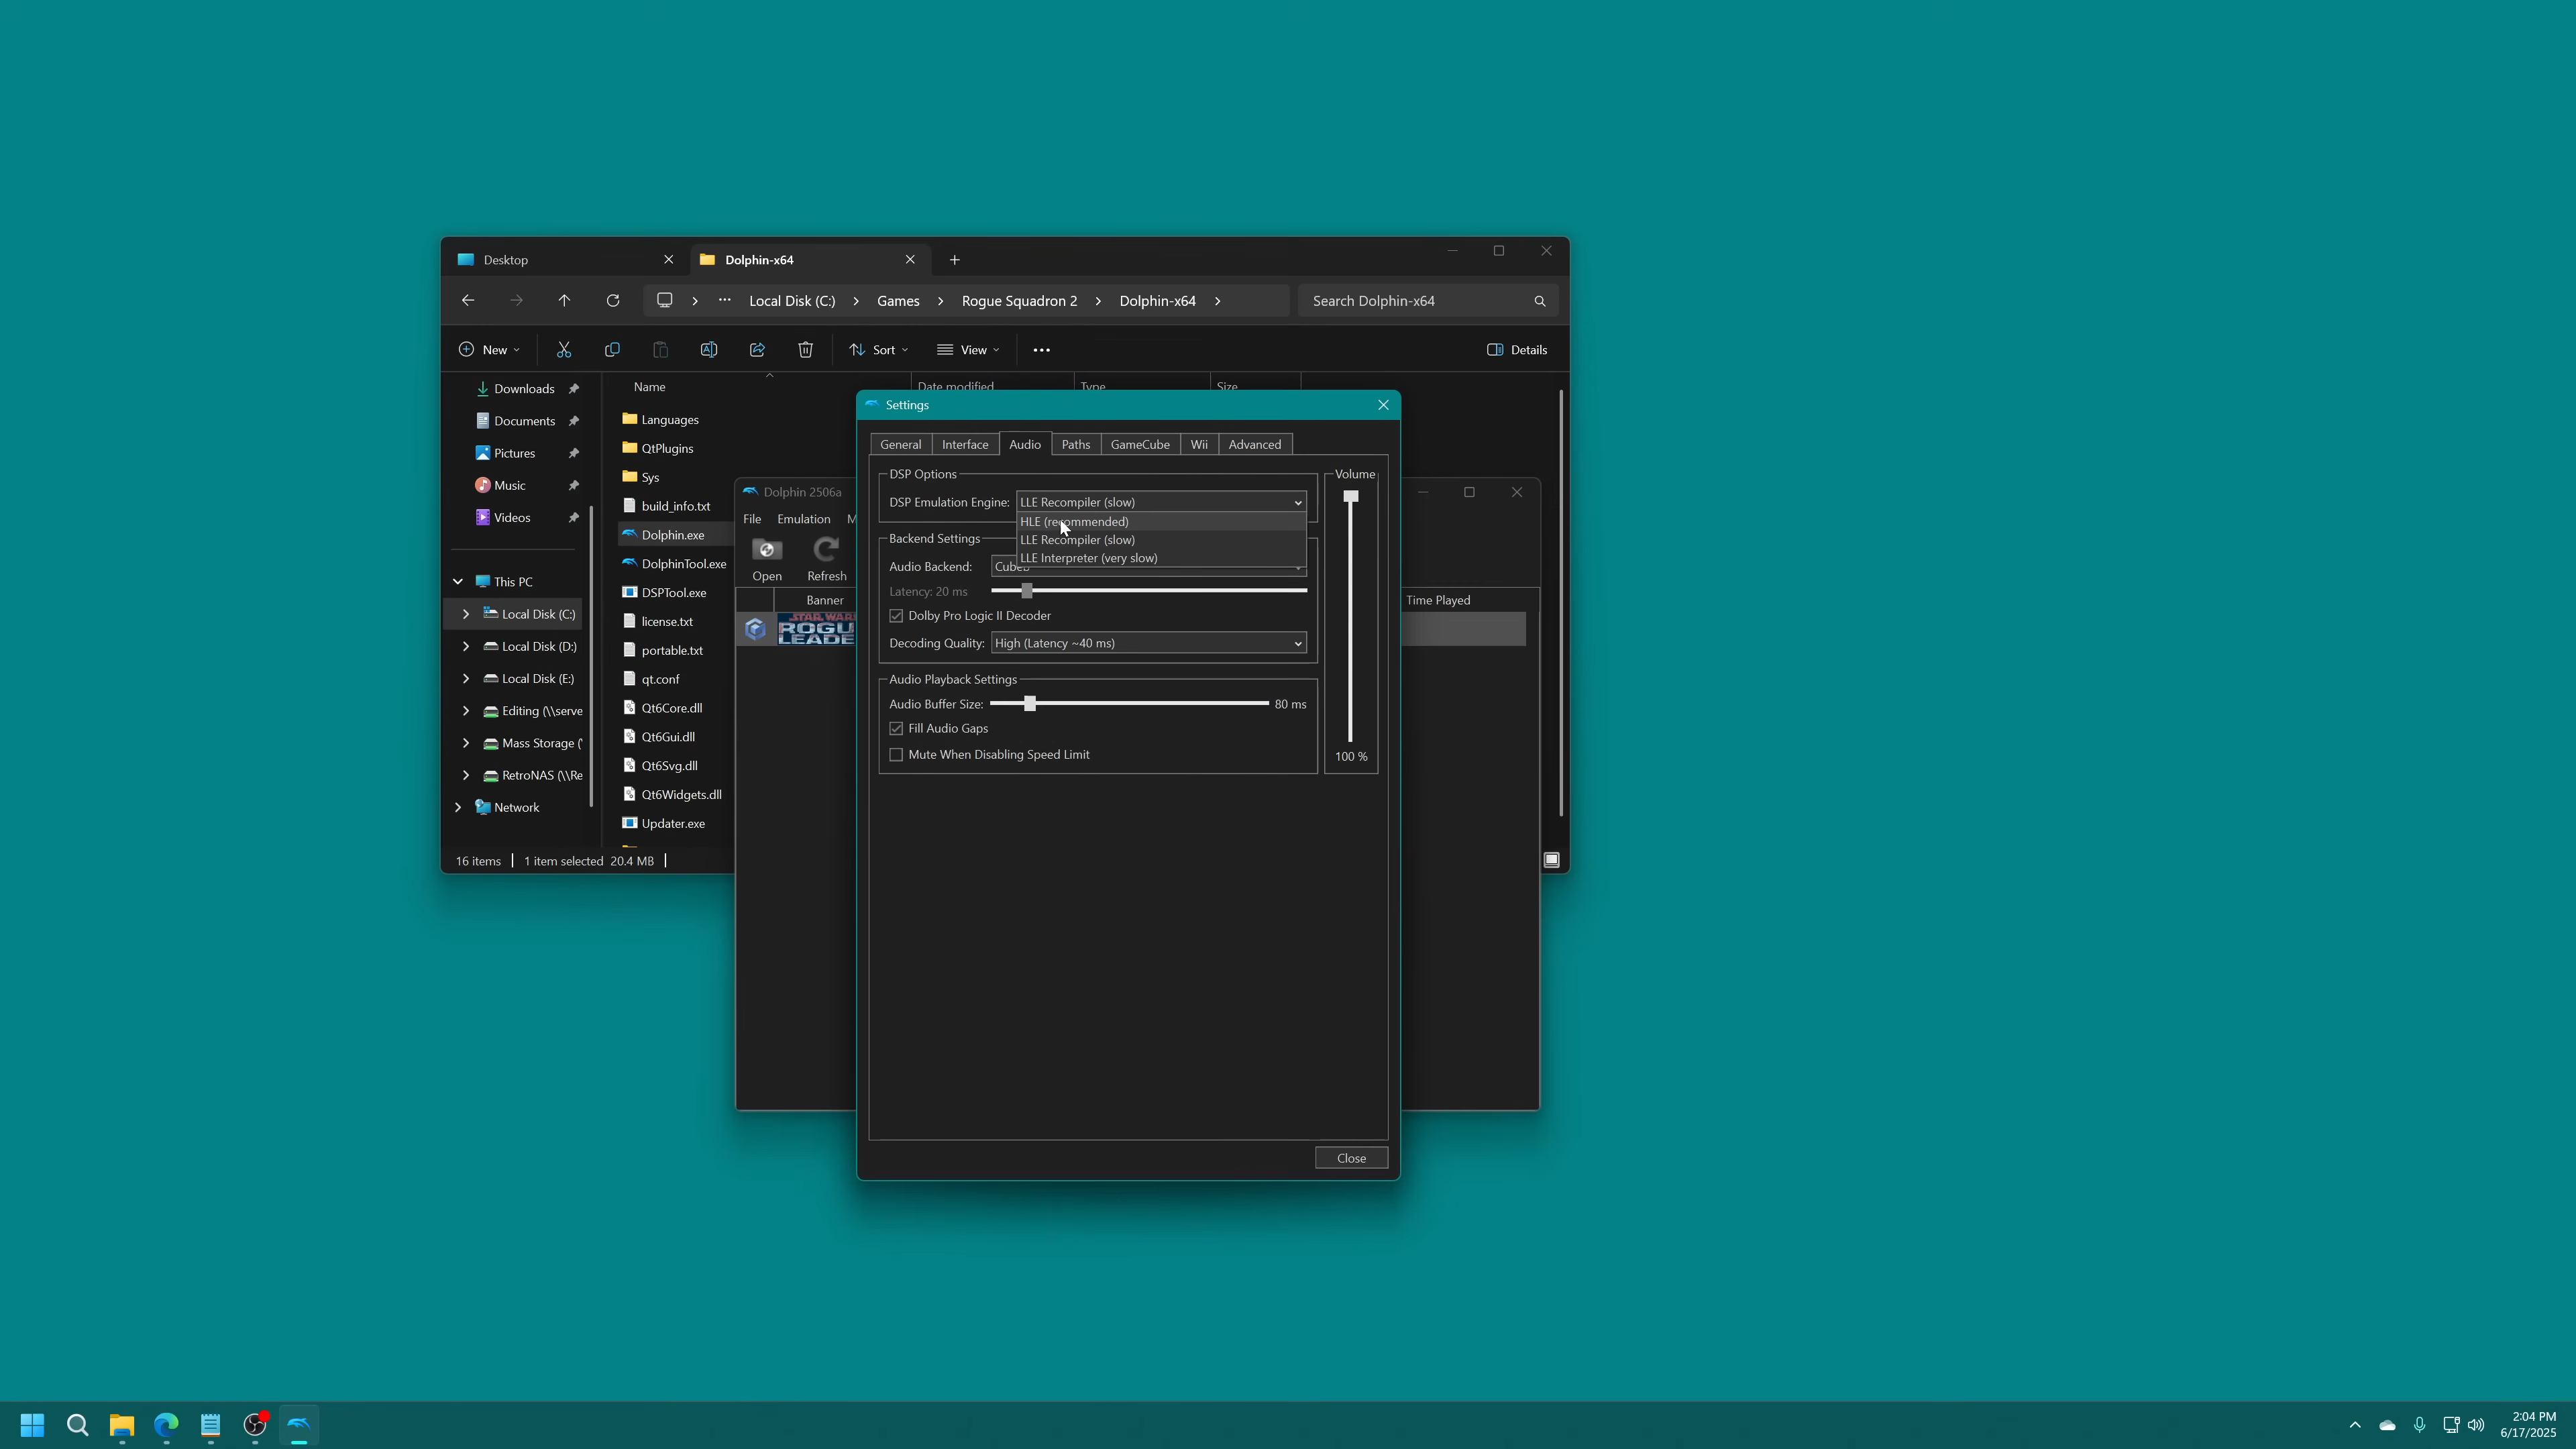 Desktop
Dolphin-x64
Local Disk (C:)
Games
Rogue Squadron 2
Dolphin-x64
Search Dolphin-x64
New
Sort
View
Details
Downloads
Documents
Pictures
Music
Videos
This PC
Local Disk (C:)
Local Disk (D:)
Local Disk (E:)
Editing (\\serve
Mass Storage (
RetroNAS (\\Re
Network
Name
Date modified
Type
Size
Languages
QtPlugins
Sys
build_info.txt
Dolphin.exe
DolphinTool.exe
DSPTool.exe
license.txt
portable.txt
qt.conf
Qt6Core.dll
Qt6Gui.dll
Qt6Svg.dll
Qt6Widgets.dll
Updater.exe
16 items
1 item selected 20.4 MB
Dolphin 2506a
File Emulation M
Open
Refresh
Banner
Time Played
STAR WARS
ROGU
LEADE
Settings
General
Interface
Audio
Paths
GameCube
Wii
Advanced
DSP Options
DSP Emulation Engine: LLE Recompiler (slow)
HLE (recommended)
LLE Recompiler (slow)
LLE Interpreter (very slow)
Backend Settings
Audio Backend: Cubeb
Latency: 20 ms
Dolby Pro Logic II Decoder
Decoding Quality: High (Latency ~40 ms)
Audio Playback Settings
Audio Buffer Size: 80 ms
Fill Audio Gaps
Mute When Disabling Speed Limit
Volume
100 %
Close
2:04 PM
6/17/2025